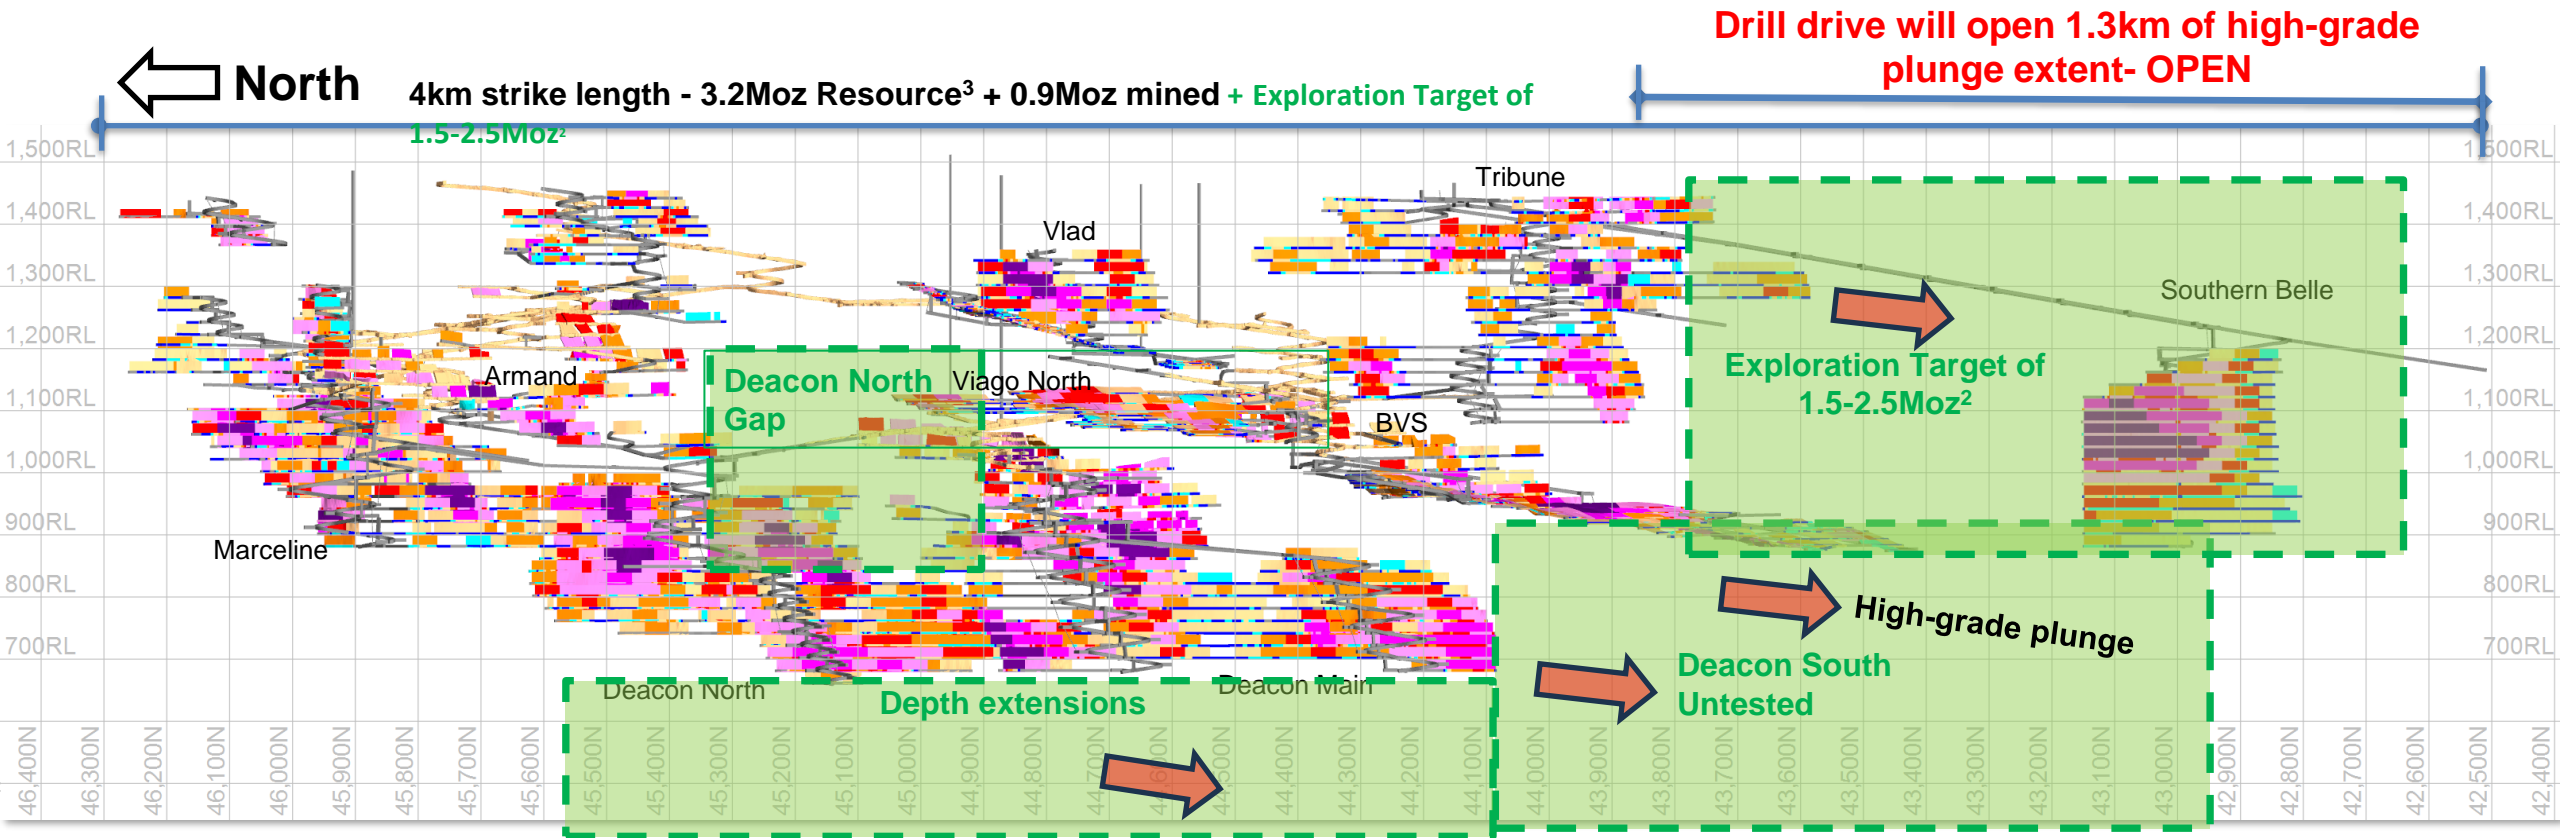 Drill drive will open 1.3km of high-grade
plunge extent- OPEN
North
4km strike length - 3.2Moz Resource³ + 0.9Moz mined + Exploration Target of
1.5-2.5Moz²
1,500RL
1,500RL
Tribune
1,400RL
1,400RL
Vlad
1,300RL
1,300RL
Southern Belle
1,200RL
1,200RL
Exploration Target of
1.5-2.5Moz²
Armand
Deacon North
Gap
Viago North
1,100RL
1,100RL
BVS
1,000RL
1,000RL
900RL
900RL
Marceline
800RL
800RL
High-grade plunge
700RL
700RL
Deacon South
Untested
Deacon North
Deacon Main
Depth extensions
46,400N
46,300N
46,200N
46,100N
46,000N
45,900N
45,800N
45,700N
45,600N
45,500N
45,400N
45,300N
45,200N
45,100N
45,000N
44,900N
44,800N
44,700N
44,600N
44,500N
44,400N
44,300N
44,200N
44,100N
44,000N
43,900N
43,800N
43,700N
43,600N
43,500N
43,400N
43,300N
43,200N
43,100N
43,000N
42,900N
42,800N
42,700N
42,600N
42,500N
42,400N